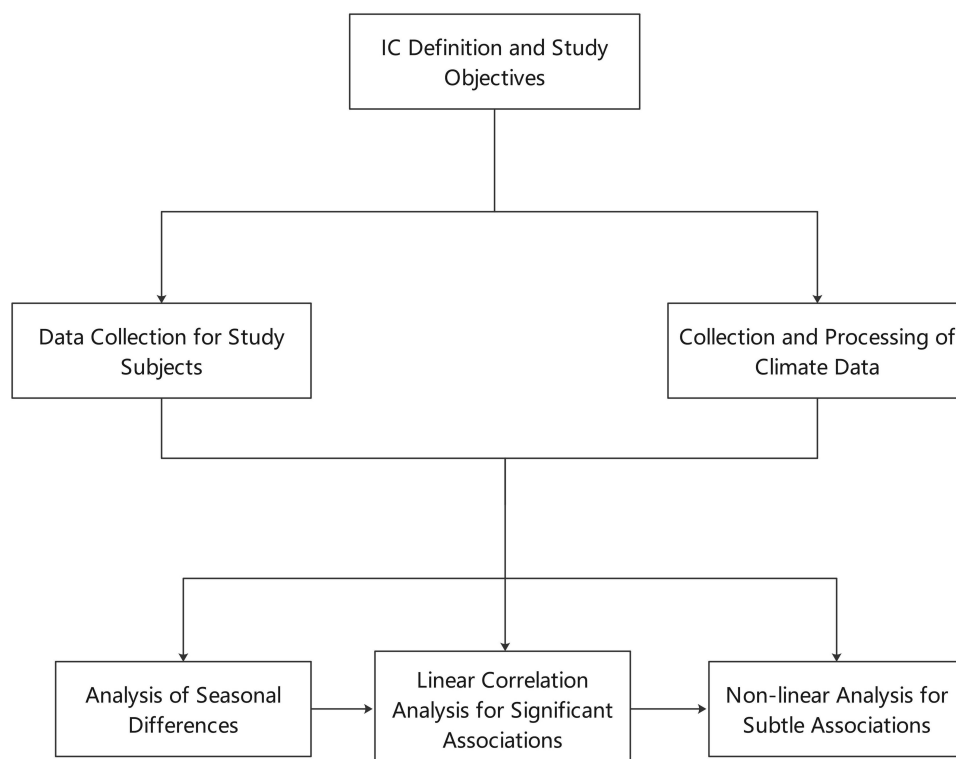 IC Definition and Study
Objectives
Data Collection for Study
Subjects
Collection and Processing of
Climate Data
Analysis of Seasonal
Differences
Linear Correlation
Analysis for Significant
Associations
Non-linear Analysis for
Subtle Associations